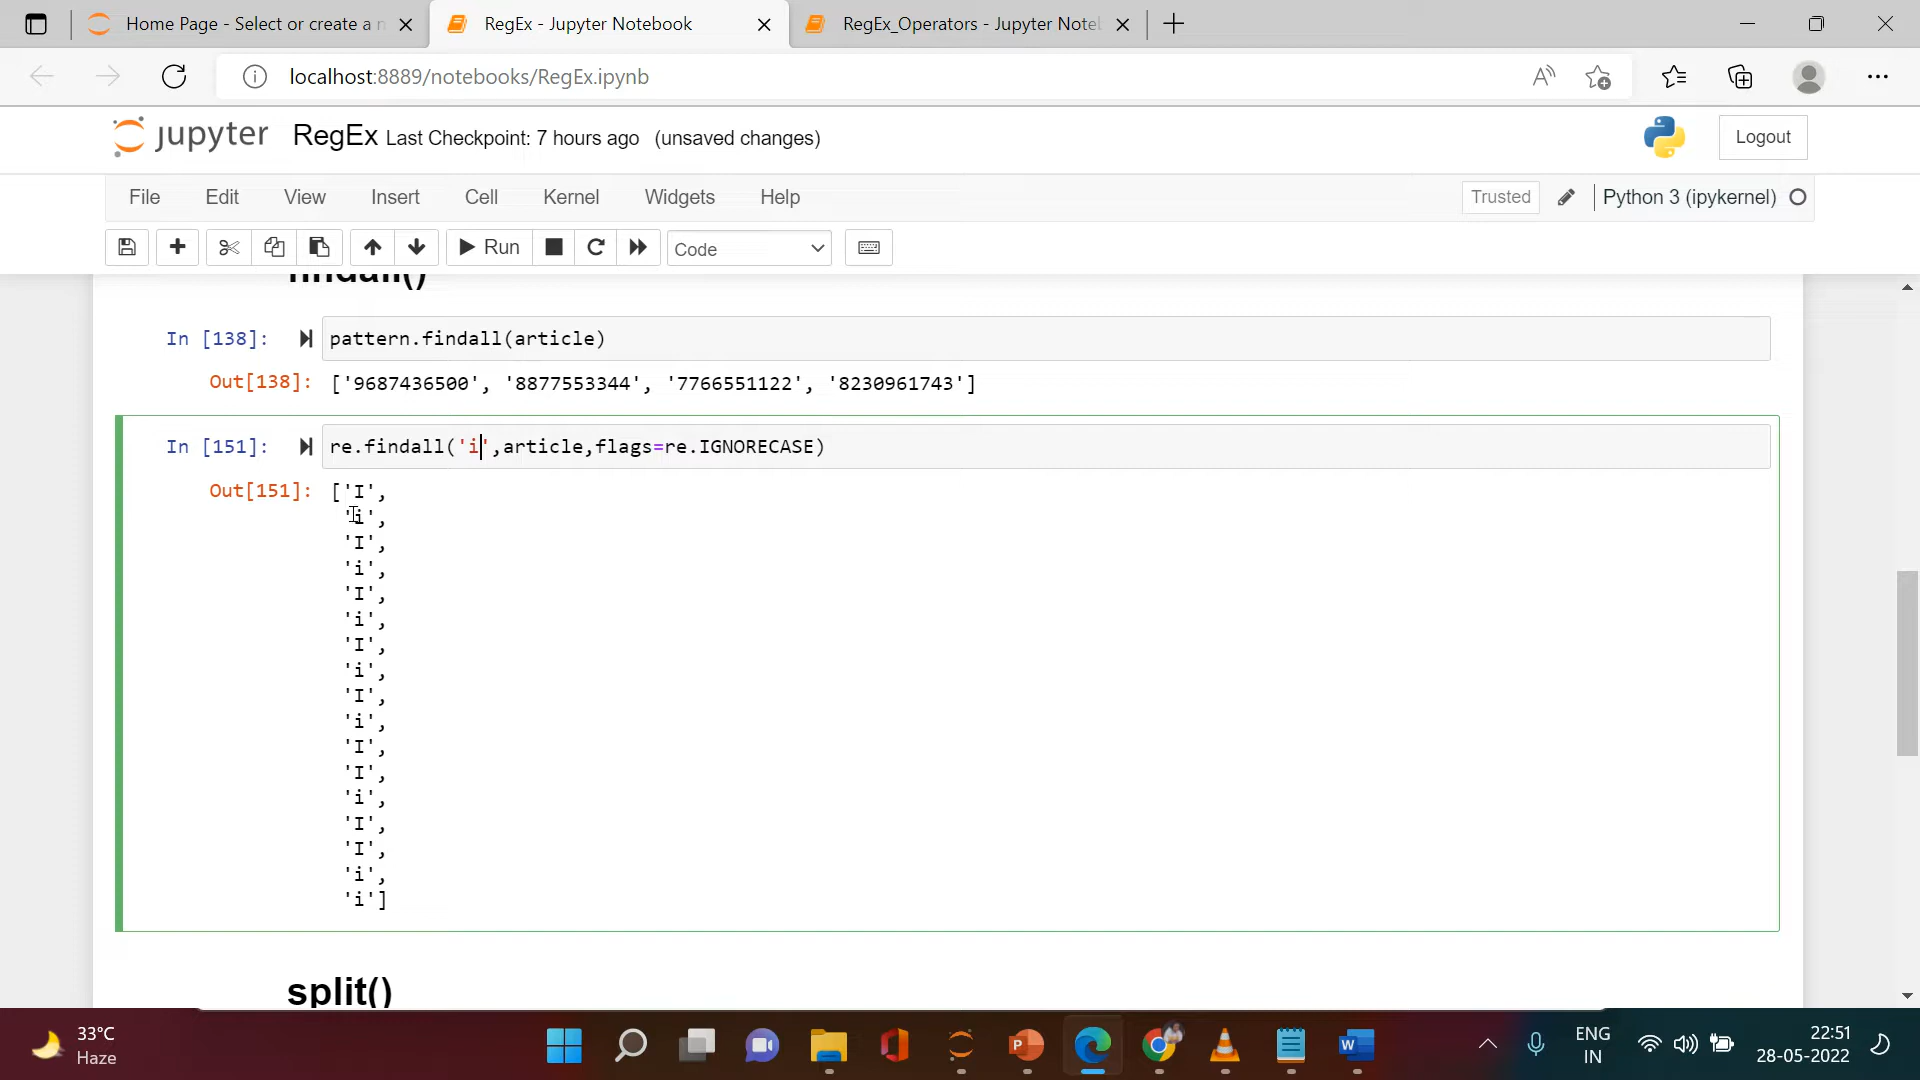 Home Page - Select or create a n
RegEx - Jupyter Notebook
RegEx_Operators - Jupyter Note
localhost:8889/notebooks/RegEx.ipynb
jupyter RegEx Last Checkpoint: 7 hours ago (unsaved changes)
Logout
File Edit View Insert Cell Kernel Widgets Help
Trusted Python 3 (ipykernel)
Run Code
findall()
In [138]: pattern.findall(article)
Out[138]: ['9687436500', '8877553344', '7766551122', '8230961743']
In [151]: re.findall('i',article,flags=re.IGNORECASE)
Out[151]: ['I',
'i',
'I',
'i',
'I',
'i',
'I',
'i',
'I',
'i',
'I',
'I',
'i',
'I',
'I',
'i',
'i']
split()
33°C
Haze
ENG
IN
22:51
28-05-2022